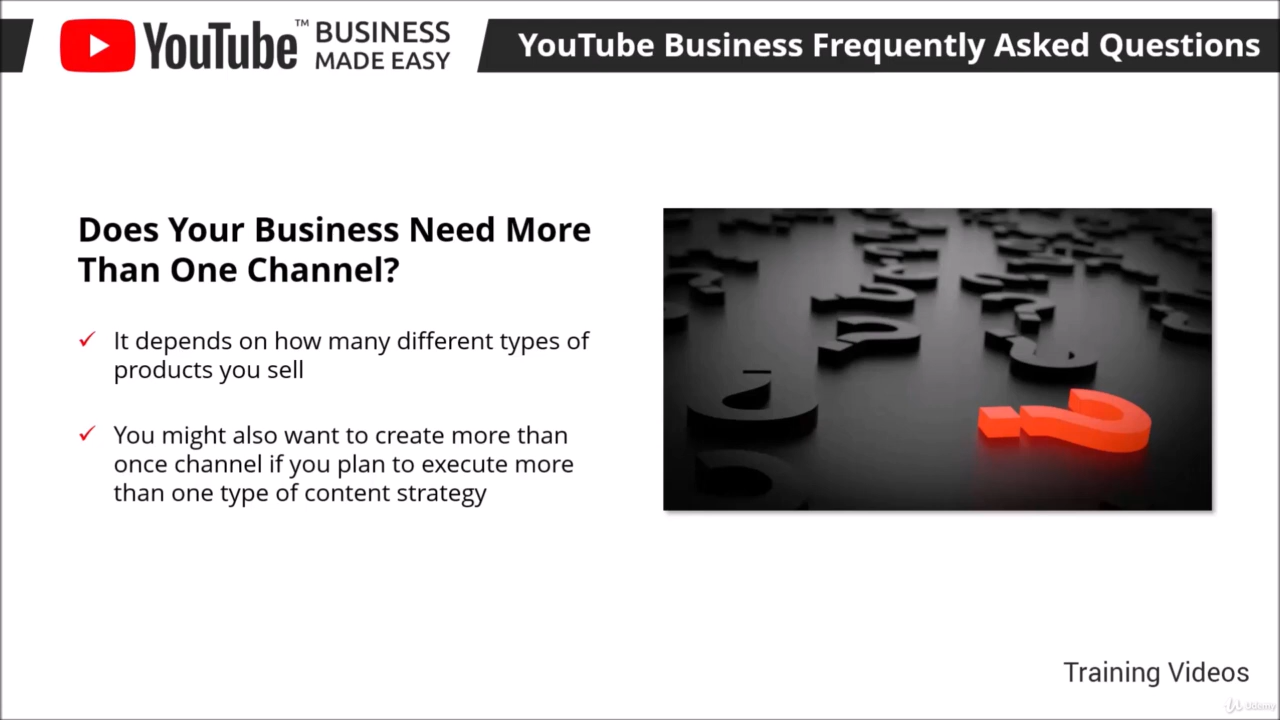 YouTube™ BUSINESS MADE EASY
YouTube Business Frequently Asked Questions
Does Your Business Need More
Than One Channel?
✓ It depends on how many different types of
products you sell
✓ You might also want to create more than
once channel if you plan to execute more
than one type of content strategy
Training Videos
Udemy